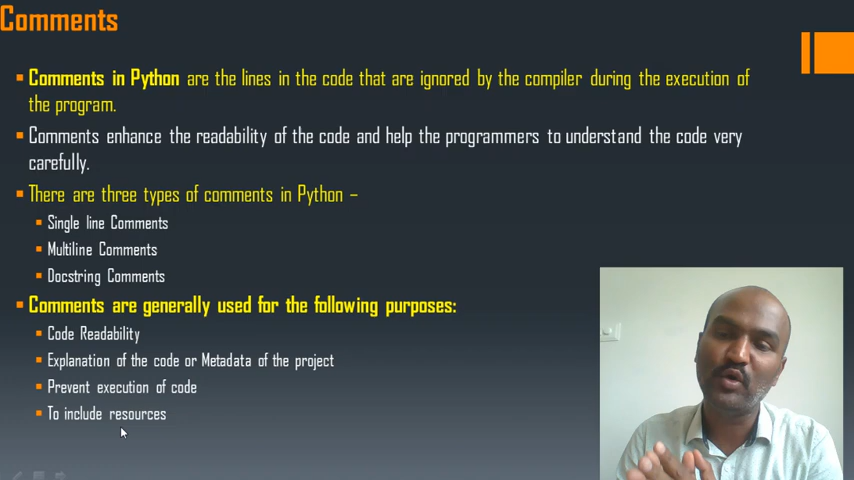 Comments
Comments in Python are the lines in the code that are ignored by the compiler during the execution of
the program.
Comments enhance the readability of the code and help the programmers to understand the code very
carefully.
There are three types of comments in Python –
Single line Comments
Multiline Comments
Docstring Comments
Comments are generally used for the following purposes:
Code Readability
Explanation of the code or Metadata of the project
Prevent execution of code
To include resources